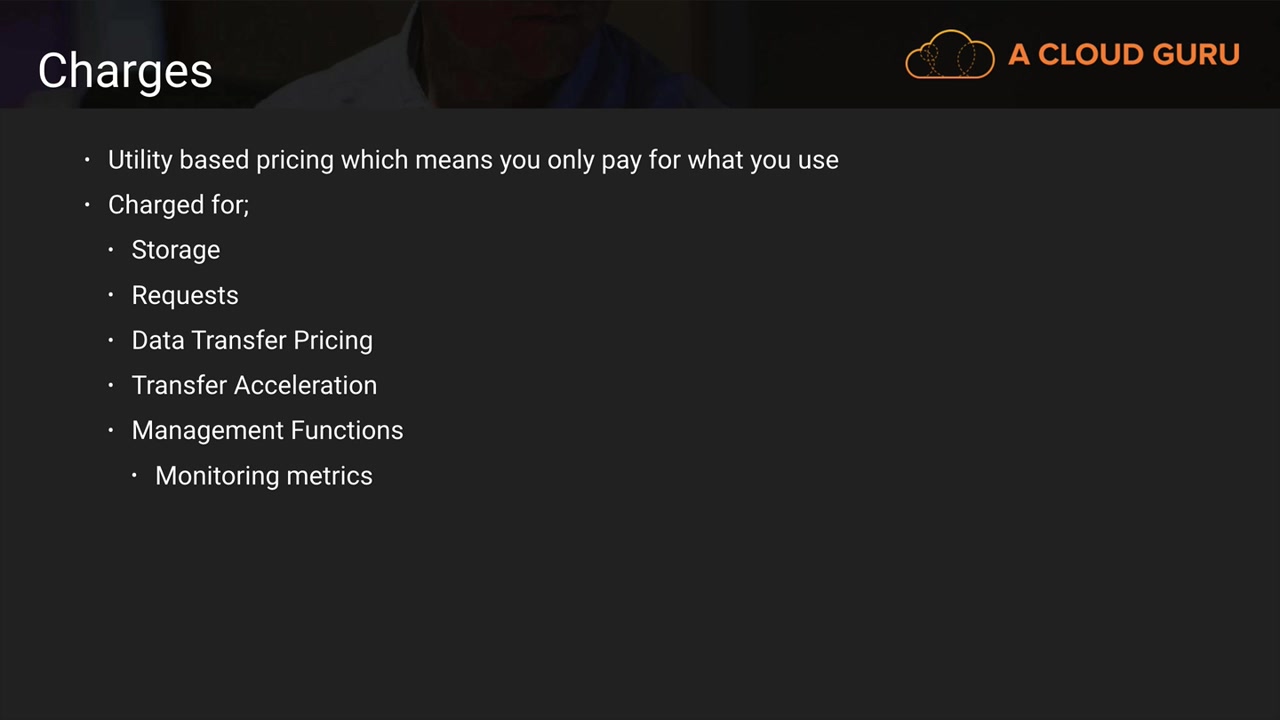 Charges
A CLOUD GURU
· Utility based pricing which means you only pay for what you use
· Charged for;
· Storage
· Requests
· Data Transfer Pricing
· Transfer Acceleration
· Management Functions
· Monitoring metrics